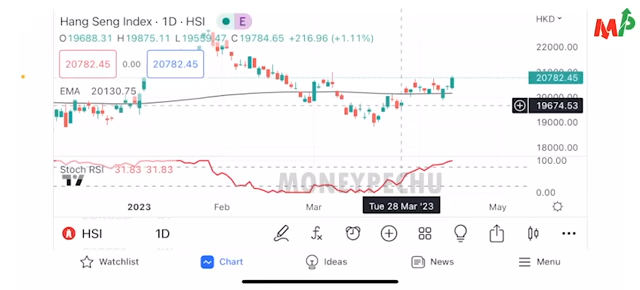 Hang Seng Index · 1D · HSI E
O19688.31 H19875.11 L19559.47 C19784.65 +216.96 (+1.11%)
HKD
MP
22000.00
20782.45 0.00 20782.45
20782.45
EMA 20130.75
19674.53
19000.00
18000.00
100.00
Stoch RSI 31.83 31.83
MONEYPECHU
0.00
2023 Feb Mar Tue 28 Mar '23 May
HSI 1D
Watchlist Chart Ideas News Menu